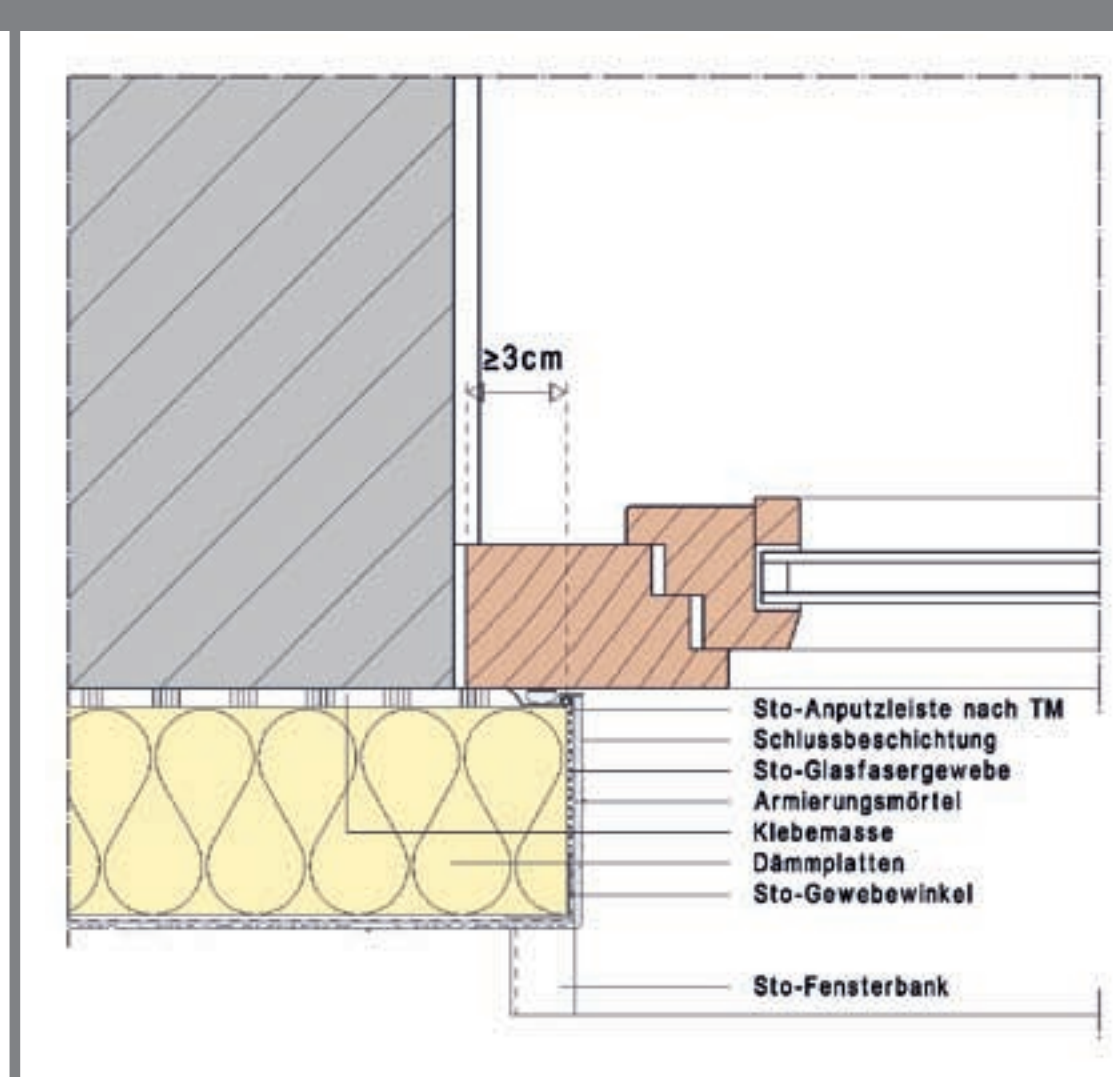 ≥3cm
Sto-Anputzleiste nach TM
Schlussbeschichtung
Sto-Glasfasergewebe
Armierungsmörtel
Klebemasse
Dämmplatten
Sto-Gewebewinkel
Sto-Fensterbank